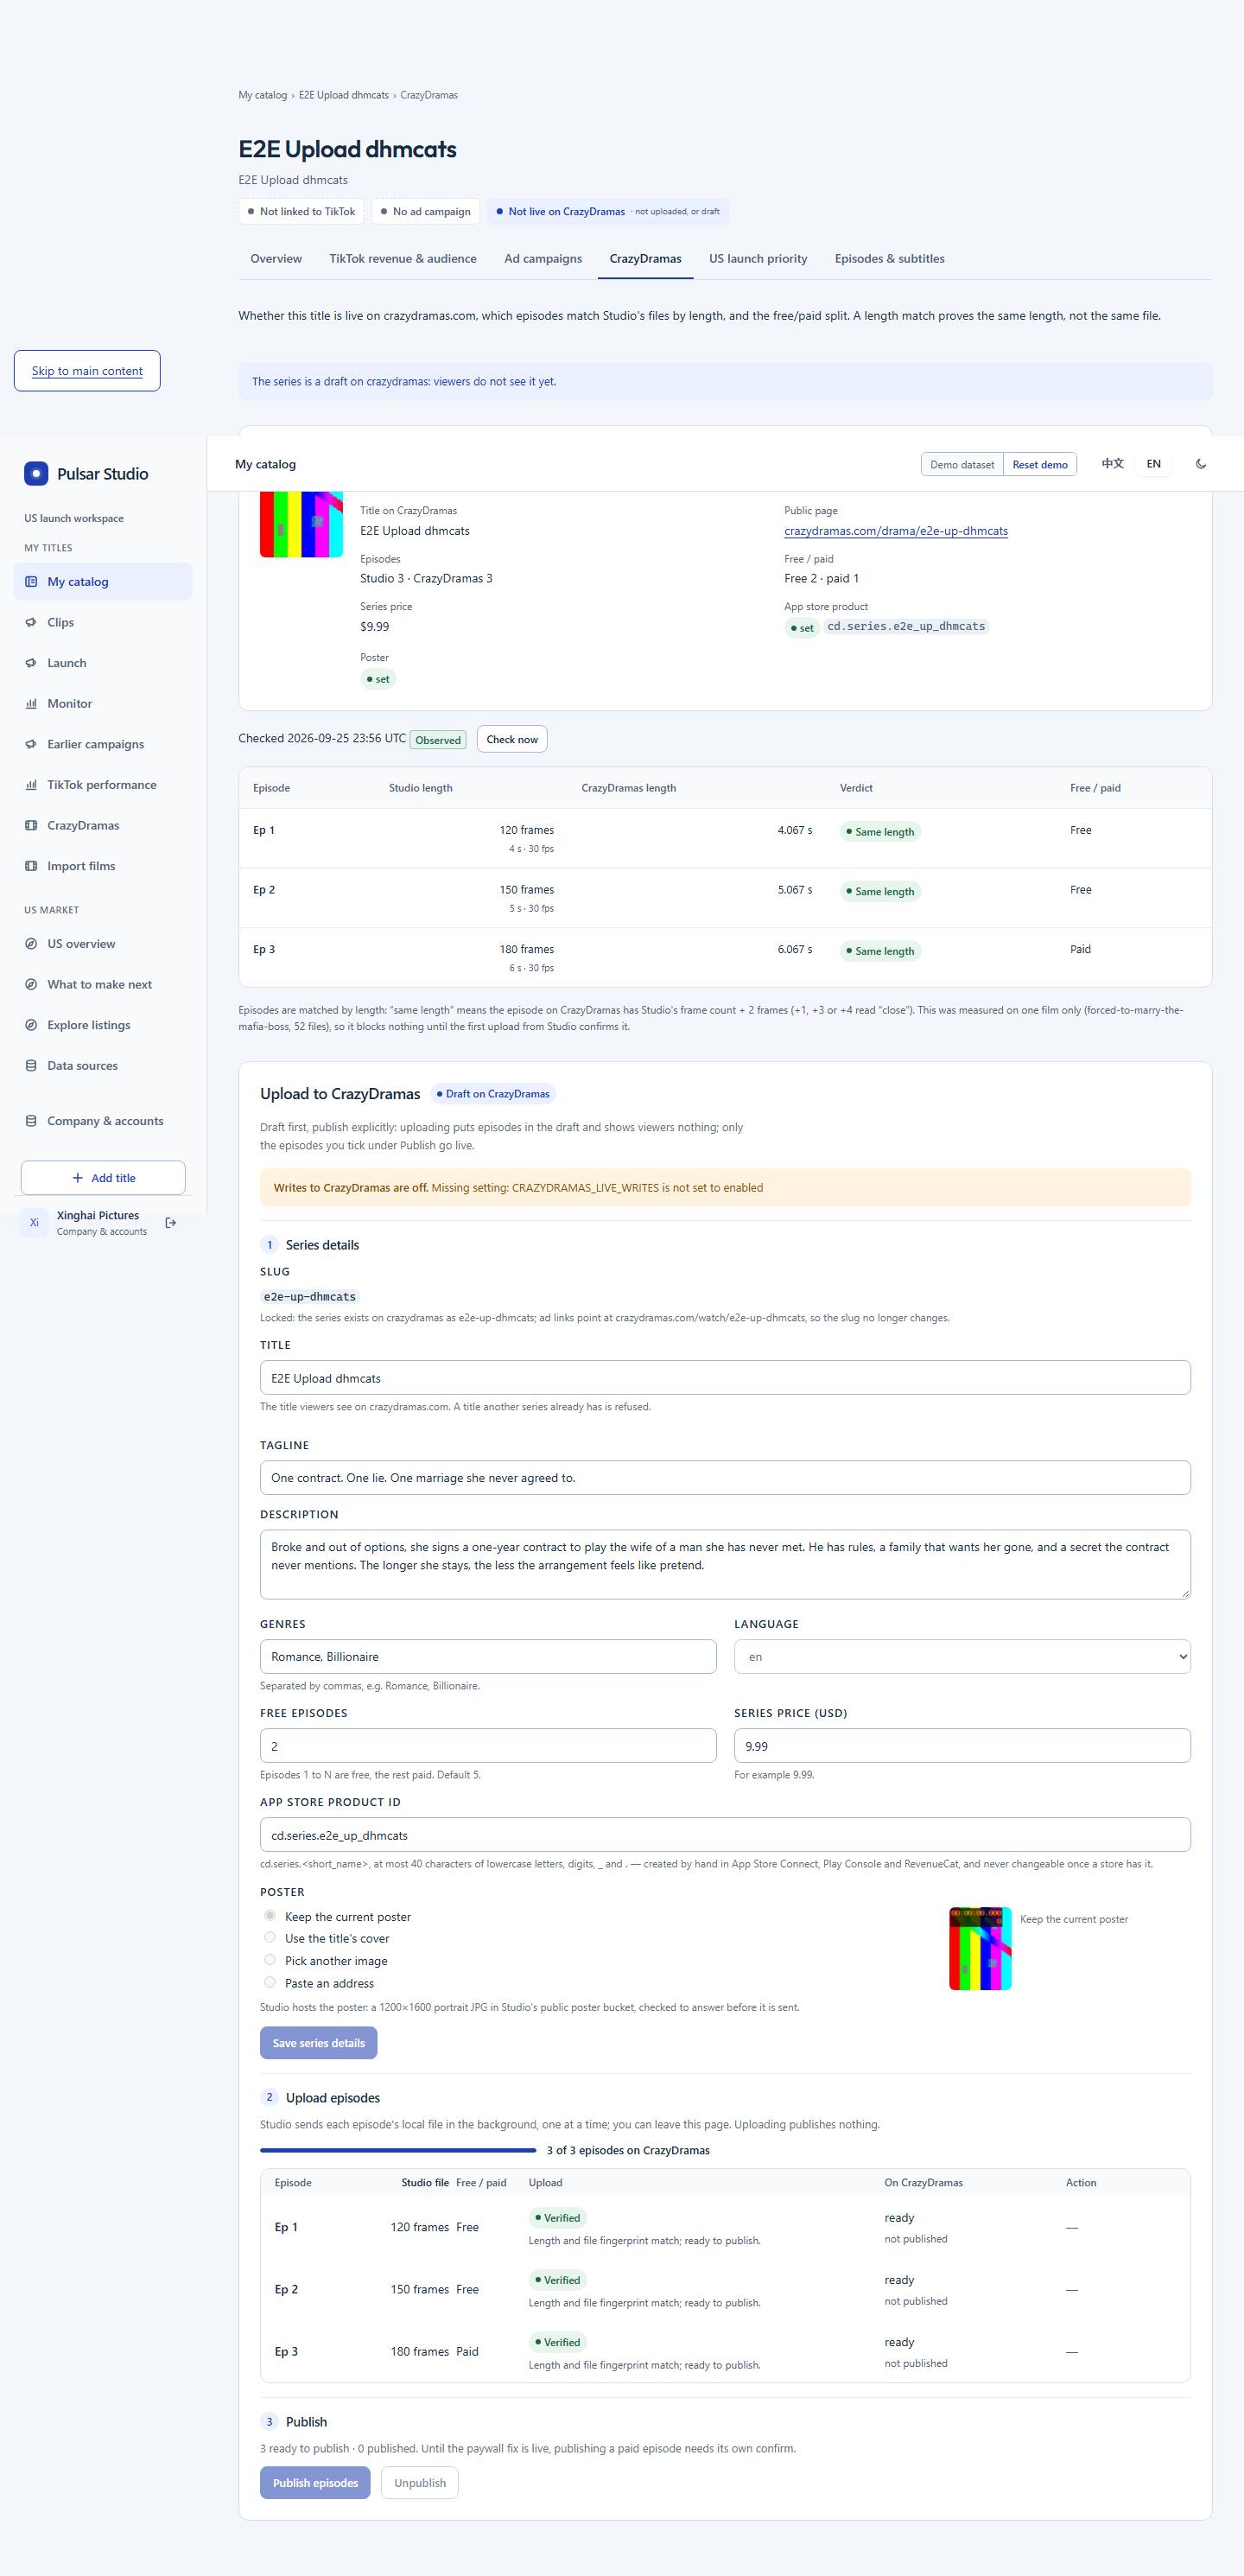 My catalog › E2E Upload dhmcats › CrazyDramas
E2E Upload dhmcats
E2E Upload dhmcats
Not linked to TikTok
No ad campaign
Not live on CrazyDramas · not uploaded, or draft
Overview
TikTok revenue & audience
Ad campaigns
CrazyDramas
US launch priority
Episodes & subtitles
Whether this title is live on crazydramas.com, which episodes match Studio's files by length, and the free/paid split. A length match proves the same length, not the same file.
Skip to main content
The series is a draft on crazydramas: viewers do not see it yet.
Pulsar Studio
US launch workspace
MY TITLES
My catalog
Clips
Launch
Monitor
Earlier campaigns
TikTok performance
CrazyDramas
Import films
US MARKET
US overview
What to make next
Explore listings
Data sources
Company & accounts
Add title
Xi
Xinghai Pictures
Company & accounts
My catalog
Demo dataset
Reset demo
中文
EN
Title on CrazyDramas
E2E Upload dhmcats
Public page
crazydramas.com/drama/e2e-up-dhmcats
Episodes
Studio 3 · CrazyDramas 3
Free / paid
Free 2 · paid 1
Series price
$9.99
App store product
set cd.series.e2e_up_dhmcats
Poster
set
Checked 2026-09-25 23:56 UTC Observed Check now
Episode Studio length CrazyDramas length Verdict Free / paid
Ep 1 120 frames 4.067 s Same length Free
4 s · 30 fps
Ep 2 150 frames 5.067 s Same length Free
5 s · 30 fps
Ep 3 180 frames 6.067 s Same length Paid
6 s · 30 fps
Episodes are matched by length: "same length" means the episode on CrazyDramas has Studio's frame count + 2 frames (+1, +3 or +4 read "close"). This was measured on one film only (forced-to-marry-the-
mafia-boss, 52 files), so it blocks nothing until the first upload from Studio confirms it.
Upload to CrazyDramas Draft on CrazyDramas
Draft first, publish explicitly: uploading puts episodes in the draft and shows viewers nothing; only
the episodes you tick under Publish go live.
Writes to CrazyDramas are off. Missing setting: CRAZYDRAMAS_LIVE_WRITES is not set to enabled
1 Series details
SLUG
e2e-up-dhmcats
Locked: the series exists on crazydramas as e2e-up-dhmcats; ad links point at crazydramas.com/watch/e2e-up-dhmcats, so the slug no longer changes.
TITLE
E2E Upload dhmcats
The title viewers see on crazydramas.com. A title another series already has is refused.
TAGLINE
One contract. One lie. One marriage she never agreed to.
DESCRIPTION
Broke and out of options, she signs a one-year contract to play the wife of a man she has never met. He has rules, a family that wants her gone, and a secret the contract
never mentions. The longer she stays, the less the arrangement feels like pretend.
GENRES
Romance, Billionaire
Separated by commas, e.g. Romance, Billionaire.
LANGUAGE
en
FREE EPISODES
2
Episodes 1 to N are free, the rest paid. Default 5.
SERIES PRICE (USD)
9.99
For example 9.99.
APP STORE PRODUCT ID
cd.series.e2e_up_dhmcats
cd.series.<short_name>, at most 40 characters of lowercase letters, digits, _ and . — created by hand in App Store Connect, Play Console and RevenueCat, and never changeable once a store has it.
POSTER
Keep the current poster
Use the title's cover
Pick another image
Paste an address
Keep the current poster
Studio hosts the poster: a 1200×1600 portrait JPG in Studio's public poster bucket, checked to answer before it is sent.
Save series details
2 Upload episodes
Studio sends each episode's local file in the background, one at a time; you can leave this page. Uploading publishes nothing.
3 of 3 episodes on CrazyDramas
Episode Studio file Free / paid Upload On CrazyDramas Action
Ep 1 120 frames Free Verified ready —
Length and file fingerprint match; ready to publish. not published
Ep 2 150 frames Free Verified ready —
Length and file fingerprint match; ready to publish. not published
Ep 3 180 frames Paid Verified ready —
Length and file fingerprint match; ready to publish. not published
3 Publish
3 ready to publish · 0 published. Until the paywall fix is live, publishing a paid episode needs its own confirm.
Publish episodes
Unpublish